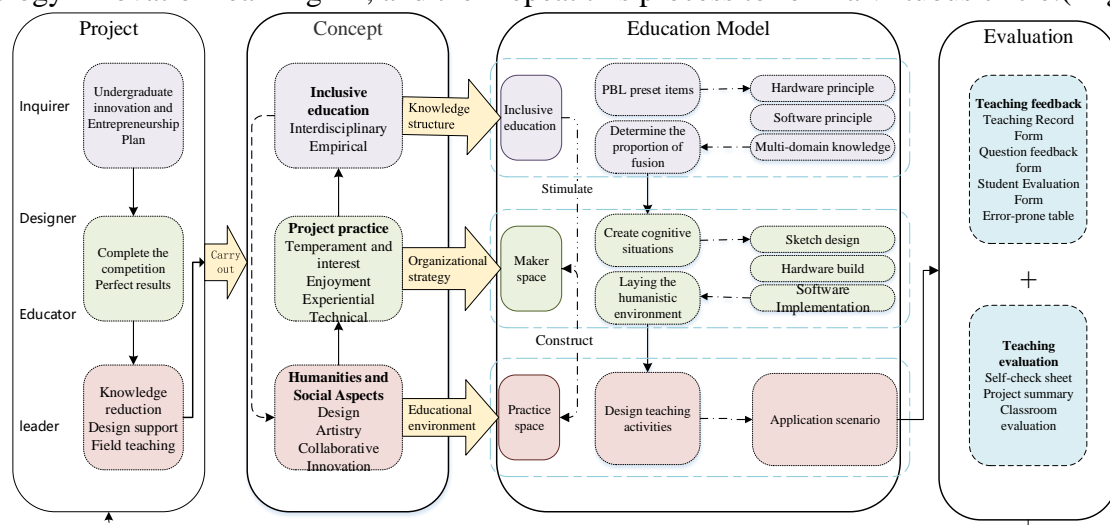 Project
Inquirer
Designer
Educator
leader
Undergraduate
innovation and
Entrepreneurship
Plan
Complete the
competition
Perfect results
Knowledge
reduction
Design support
Field teaching
Carry
out
Concept
Inclusive
education
Interdisciplinary
Empirical
Project practice
Temperament and
interest
Enjoyment
Experiential
Technical
Humanities and
Social Aspects
Design
Artistry
Collaborative
Innovation
Knowledge
structure
Organizational
strategy
Educational
environment
Education Model
Inclusive
education
Stimulate
Maker
space
Construct
Practice
space
PBL preset items
Determine the
proportion of
fusion
Hardware principle
Software principle
Multi-domain knowledge
Create cognitive
situations
Laying the
humanistic
environment
Sketch design
Hardware build
Software
Implementation
Design teaching
activities
Application scenario
Evaluation
Teaching feedback
Teaching Record
Form
Question feedback
form
Student Evaluation
Form
Error-prone table
+
Teaching
evaluation
Self-check sheet
Project summary
Classroom
evaluation